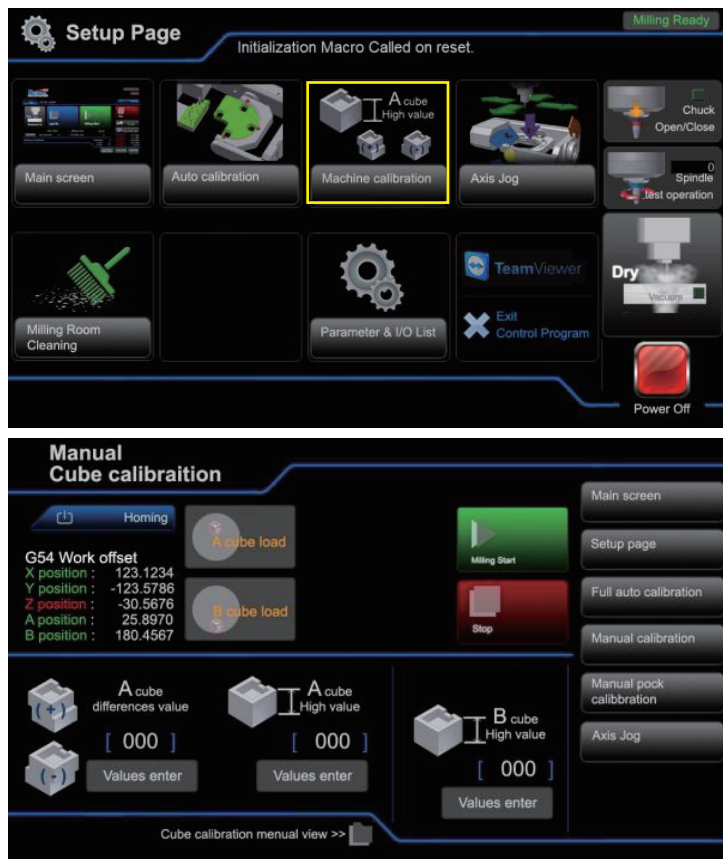 Setup Page
Milling Ready
Initialization Macro Called on reset.
A cube
High value
Main screen
Auto calibration
Machine calibration
Axis Jog
Chuck
Open/Close
0
Spindle
test operation
Milling Room
Cleaning
Parameter & I/O List
TeamViewer
Exit
Control Program
Dry
Vacuum
Power Off
Manual
Cube calibraition
Homing
A cube load
B cube load
G54 Work offset
X position : 123.1234
Y position : -123.5786
Z position : -30.5676
A position : 25.8970
B position : 180.4567
Milling Start
Stop
Main screen
Setup page
Full auto calibration
Manual calibration
Manual pock
calibbration
Axis Jog
(+)
(-)
A cube
differences value
[ 000 ]
Values enter
A cube
High value
[ 000 ]
Values enter
B cube
High value
[ 000 ]
Values enter
Cube calibration menual view >>